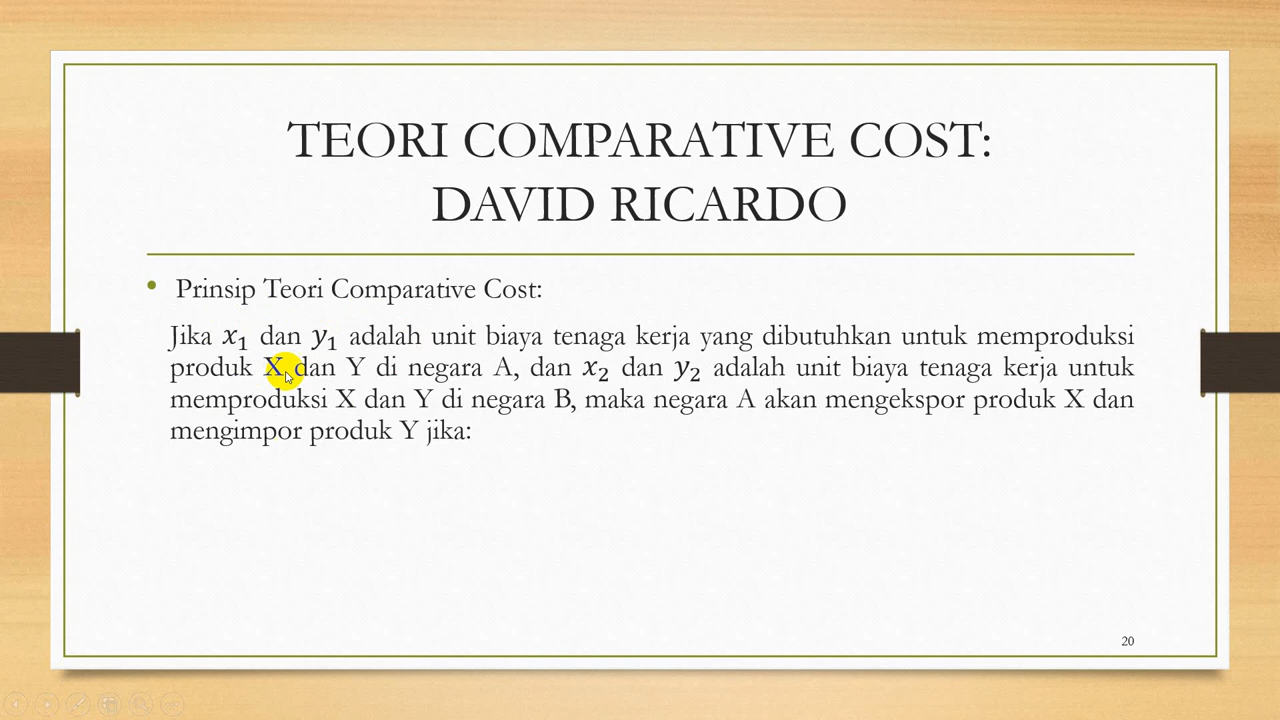 TEORI COMPARATIVE COST:
DAVID RICARDO
• Prinsip Teori Comparative Cost:
Jika 𝑥₁ dan 𝑦₁ adalah unit biaya tenaga kerja yang dibutuhkan untuk memproduksi
produk X dan Y di negara A, dan 𝑥₂ dan 𝑦₂ adalah unit biaya tenaga kerja untuk
memproduksi X dan Y di negara B, maka negara A akan mengekspor produk X dan
mengimpor produk Y jika:
20